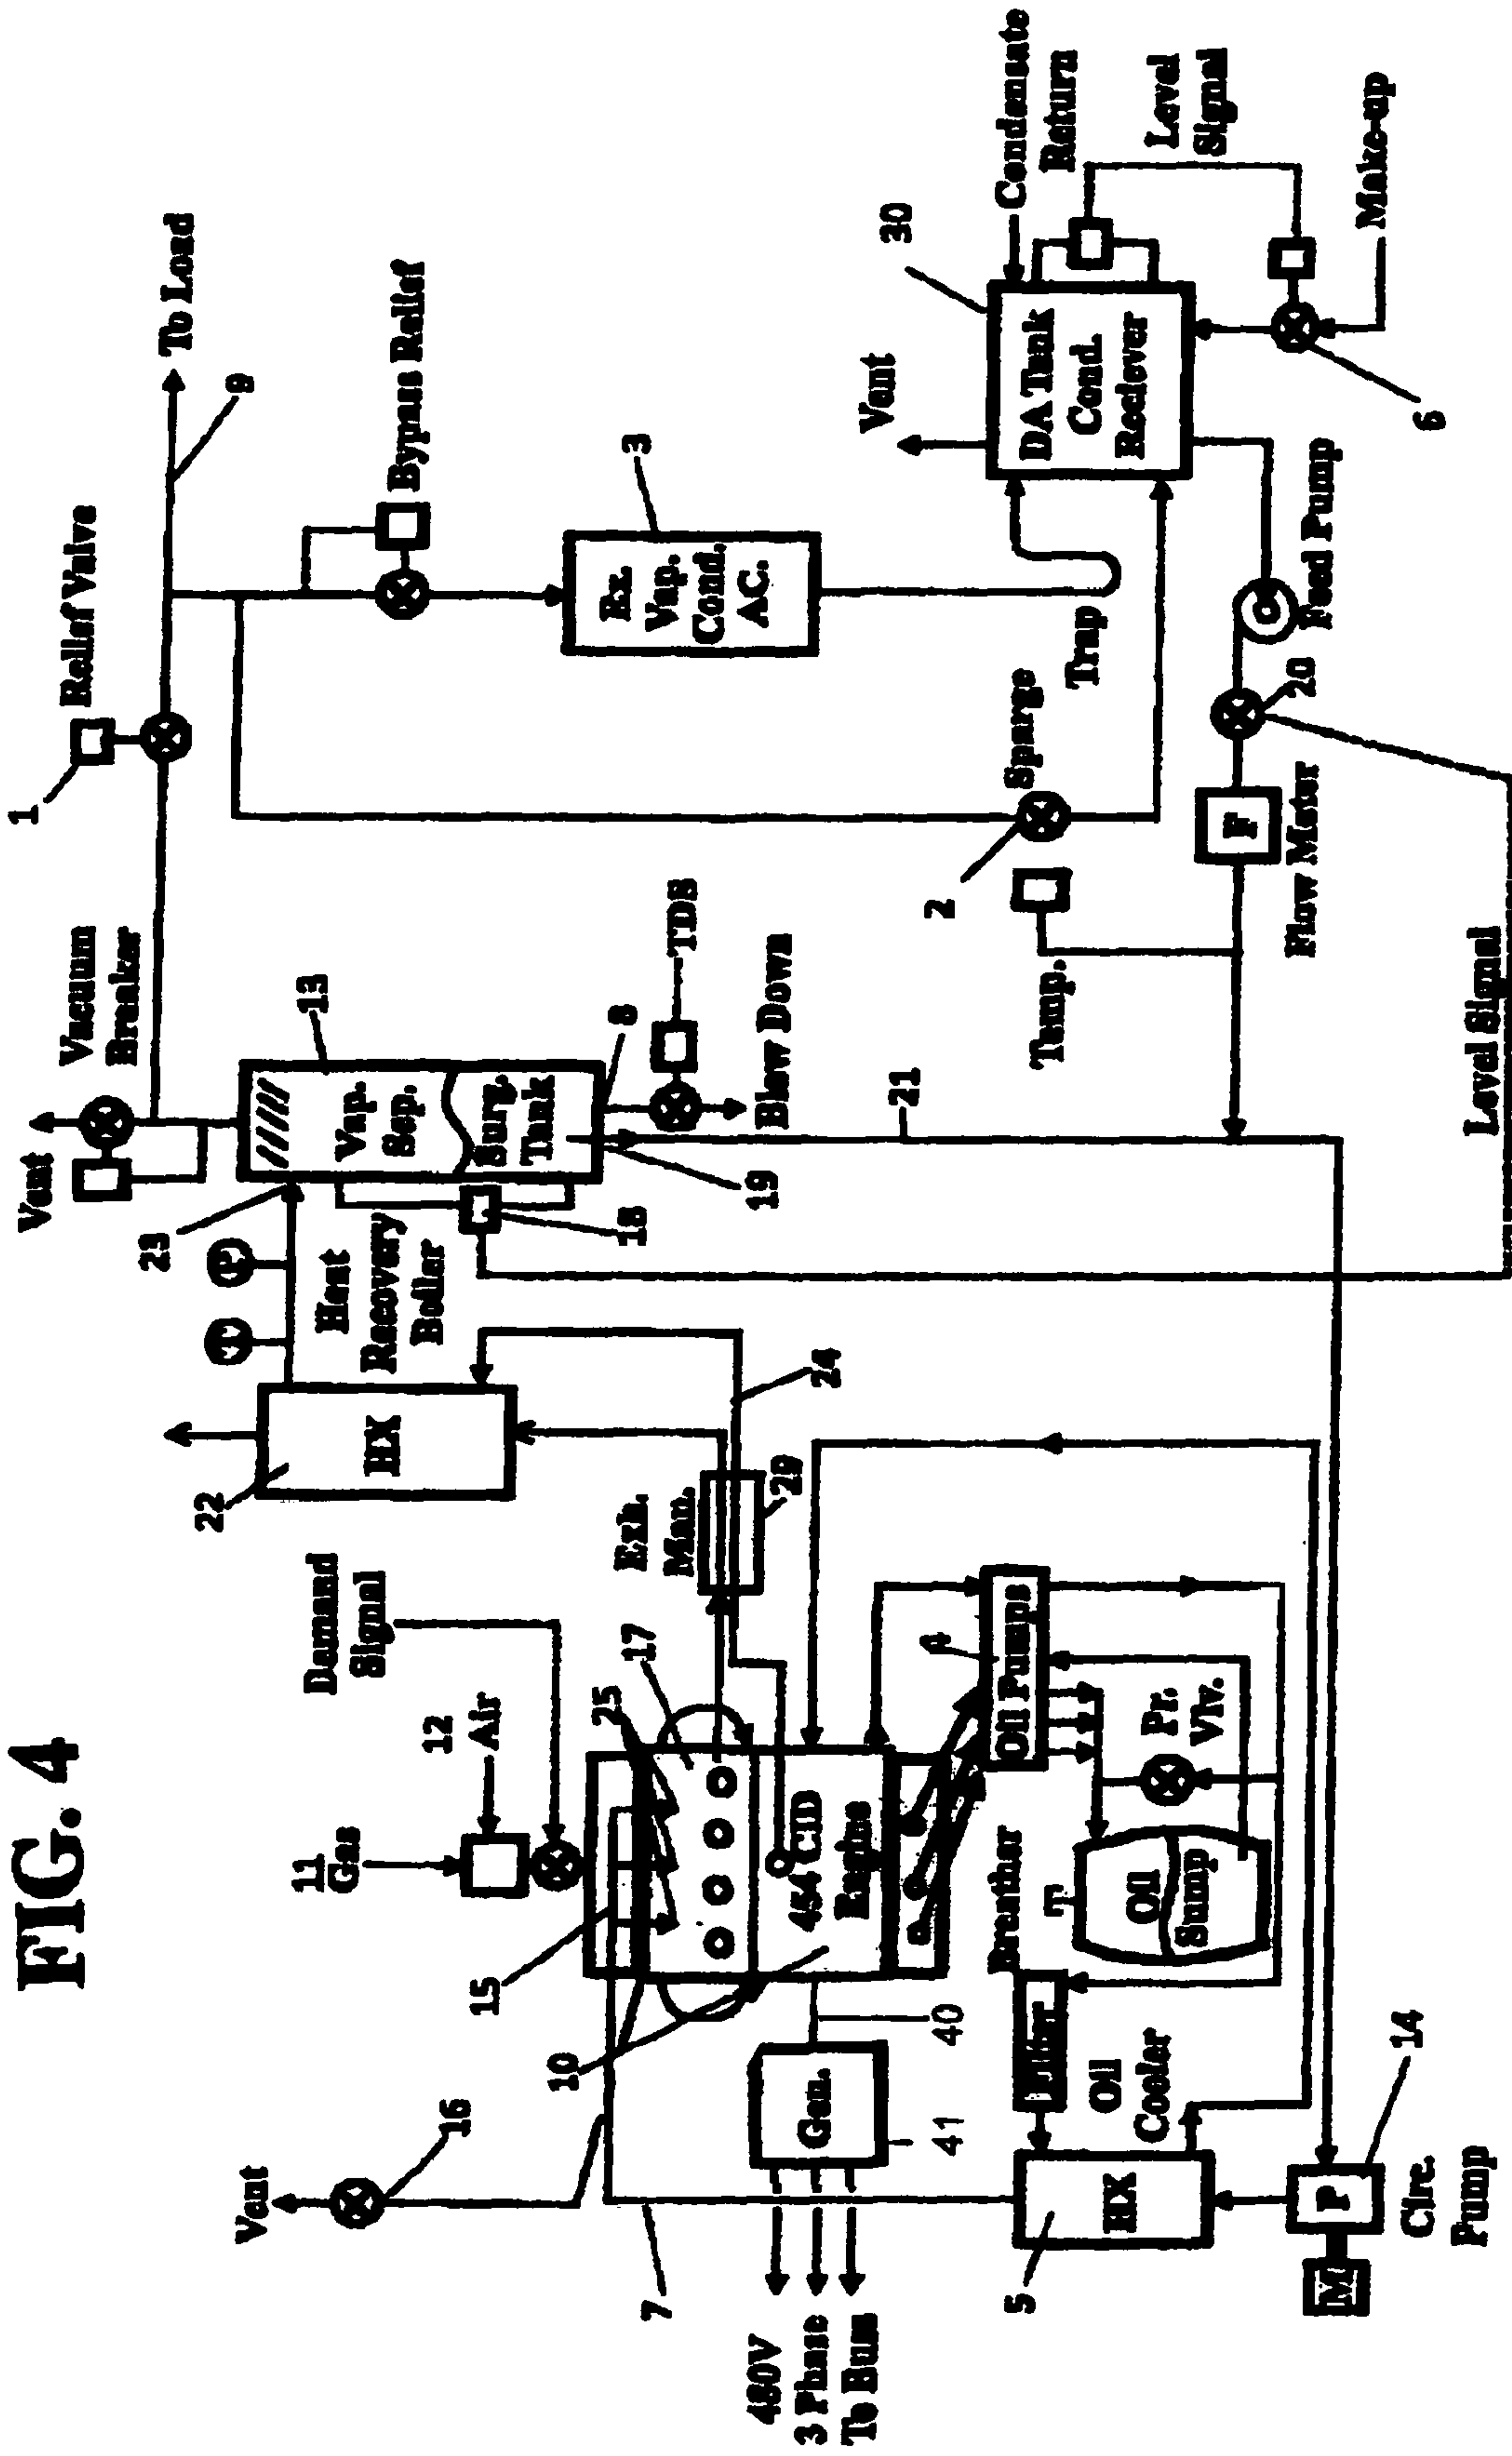 FIG. 4
Vent
16
7
480V
3 Phase
To Bus
Gen.
41
40
10
15
11
Gas
12
Air
Demand
Signal
25
17
454 CID
Engine
Exh.
Man.
29
24
22
HX
Heat
Recovery
Boiler
T
P
23
Vent
Vacuum
Breaker
13
Vap.
Sep.
Surg.
Tank
18
19
8
TDS
Blow Down
21
1
Relief Valve
9
To Load
Bypass Relief
3
Ex.
Vap.
Cond.
AC.
Trap
Sparge
2
Temp.
Flow Meter
F
20
Feed Pump
Level Signal
Vent
30
DA Tank
Cond.
Reciever
Condensate
Return
Level
Signal
Make-up
6
Oil Pumps
Pr.
Vlv.
Breather
Oil
Sump
Oil
Cooler
HX
5
P
M
14
Circ.
Pump